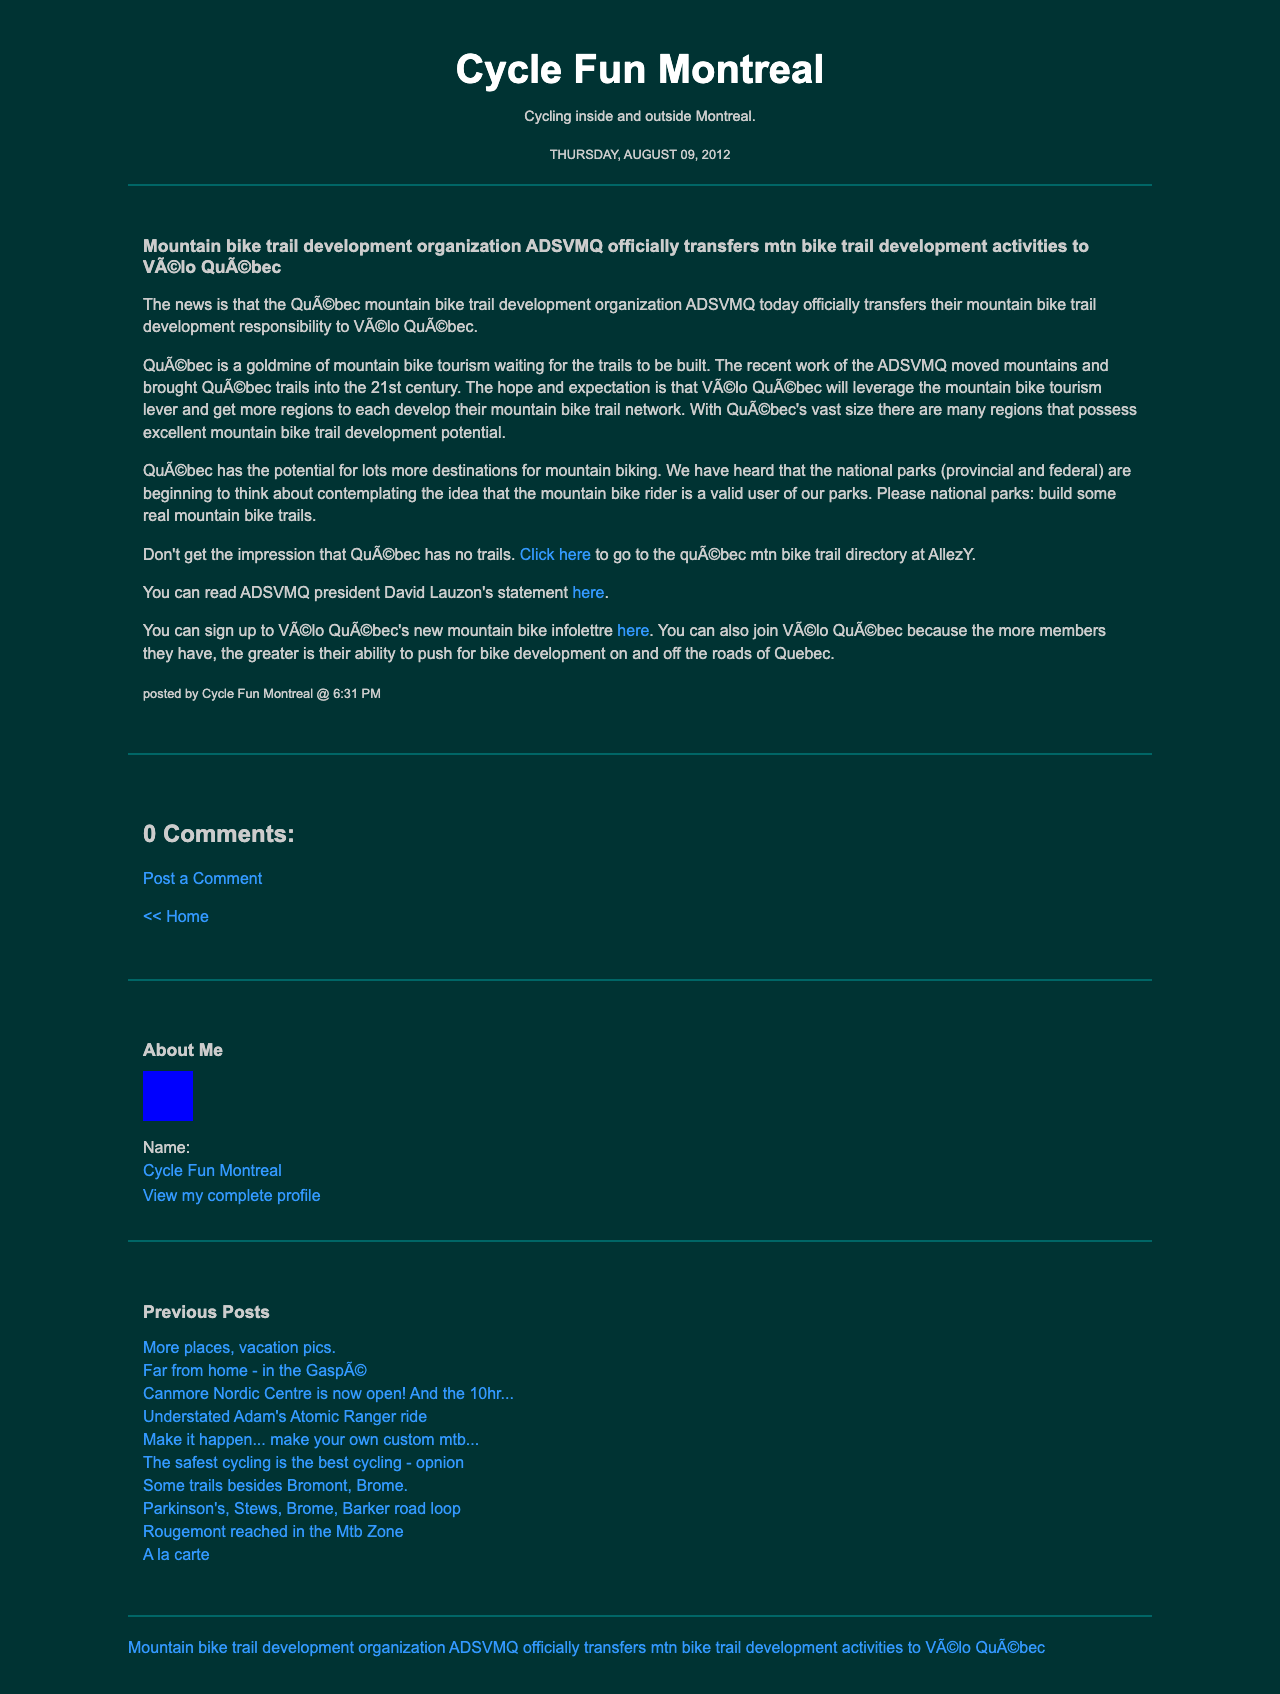 Cycle Fun Montreal
Cycling inside and outside Montreal.
THURSDAY, AUGUST 09, 2012
Mountain bike trail development organization ADSVMQ officially transfers mtn bike trail development activities to
VÃ©lo QuÃ©bec
The news is that the QuÃ©bec mountain bike trail development organization ADSVMQ today officially transfers their mountain bike trail
development responsibility to VÃ©lo QuÃ©bec.
QuÃ©bec is a goldmine of mountain bike tourism waiting for the trails to be built. The recent work of the ADSVMQ moved mountains and
brought QuÃ©bec trails into the 21st century. The hope and expectation is that VÃ©lo QuÃ©bec will leverage the mountain bike tourism
lever and get more regions to each develop their mountain bike trail network. With QuÃ©bec's vast size there are many regions that possess
excellent mountain bike trail development potential.
QuÃ©bec has the potential for lots more destinations for mountain biking. We have heard that the national parks (provincial and federal) are
beginning to think about contemplating the idea that the mountain bike rider is a valid user of our parks. Please national parks: build some
real mountain bike trails.
Don't get the impression that QuÃ©bec has no trails. Click here to go to the quÃ©bec mtn bike trail directory at AllezY.
You can read ADSVMQ president David Lauzon's statement here.
You can sign up to VÃ©lo QuÃ©bec's new mountain bike infolettre here. You can also join VÃ©lo QuÃ©bec because the more members
they have, the greater is their ability to push for bike development on and off the roads of Quebec.
posted by Cycle Fun Montreal @ 6:31 PM
0 Comments:
Post a Comment
<< Home
About Me
Name:
Cycle Fun Montreal
View my complete profile
Previous Posts
More places, vacation pics.
Far from home - in the GaspÃ©
Canmore Nordic Centre is now open! And the 10hr...
Understated Adam's Atomic Ranger ride
Make it happen... make your own custom mtb...
The safest cycling is the best cycling - opnion
Some trails besides Bromont, Brome.
Parkinson's, Stews, Brome, Barker road loop
Rougemont reached in the Mtb Zone
A la carte
Mountain bike trail development organization ADSVMQ officially transfers mtn bike trail development activities to VÃ©lo QuÃ©bec